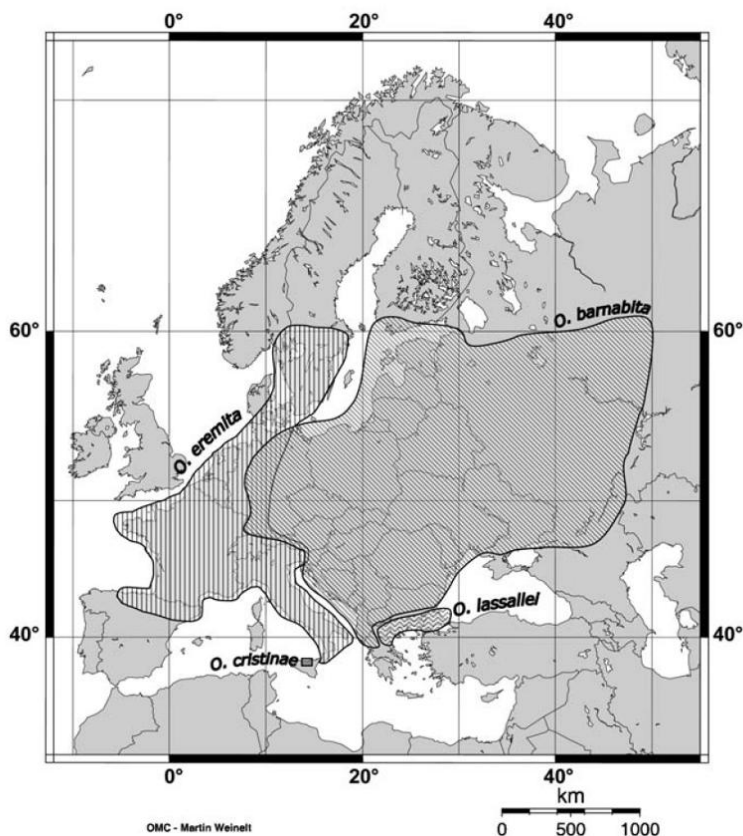 0°
20°
40°
60°
O. barnabita
60°
O. eremita
O. lassallei
40°
O. cristinae
40°
0°
20°
40°
km
OMC - Martin Weinelt
0
500
1000